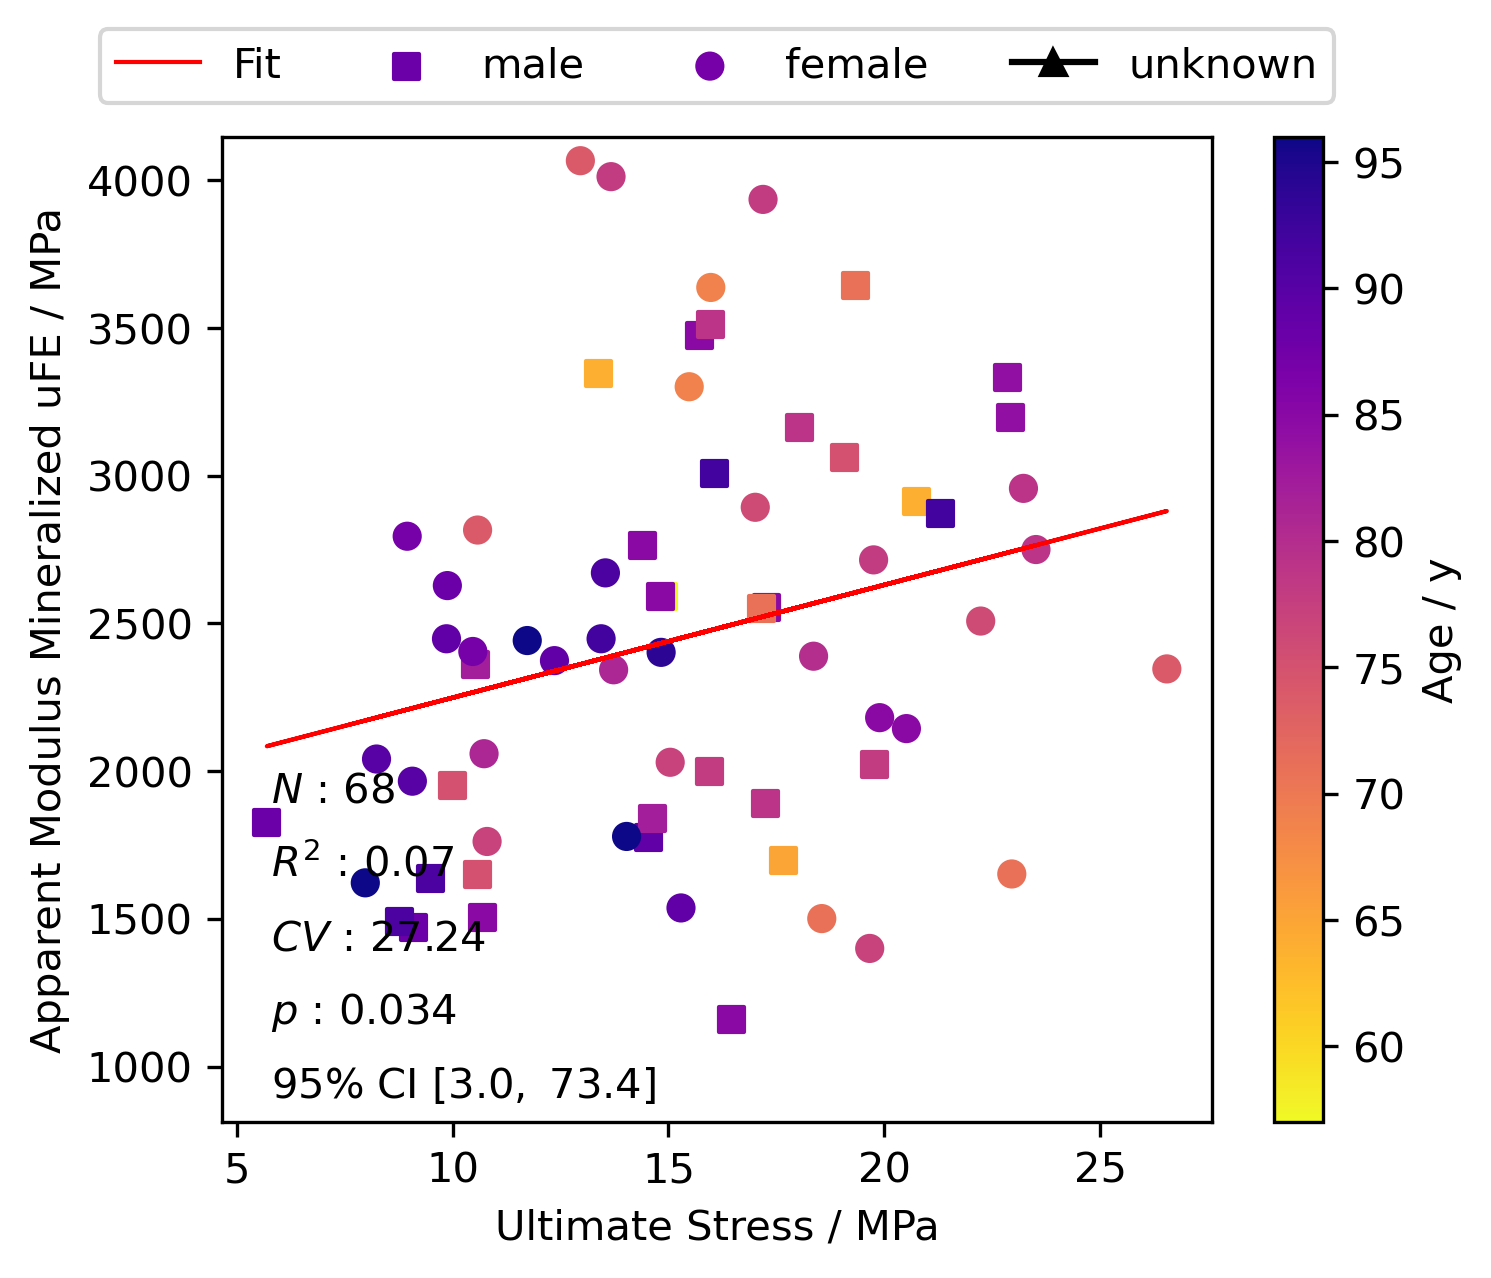 Fit male female unknown
4000
3500
3000
2500
2000
1500
1000
Apparent Modulus Mineralized uFE / MPa
N : 68
R² : 0.07
CV : 27.24
p : 0.034
95% CI [3.0, 73.4]
5 10 15 20 25
Ultimate Stress / MPa
95
90
85
80
75
70
65
60
Age / y